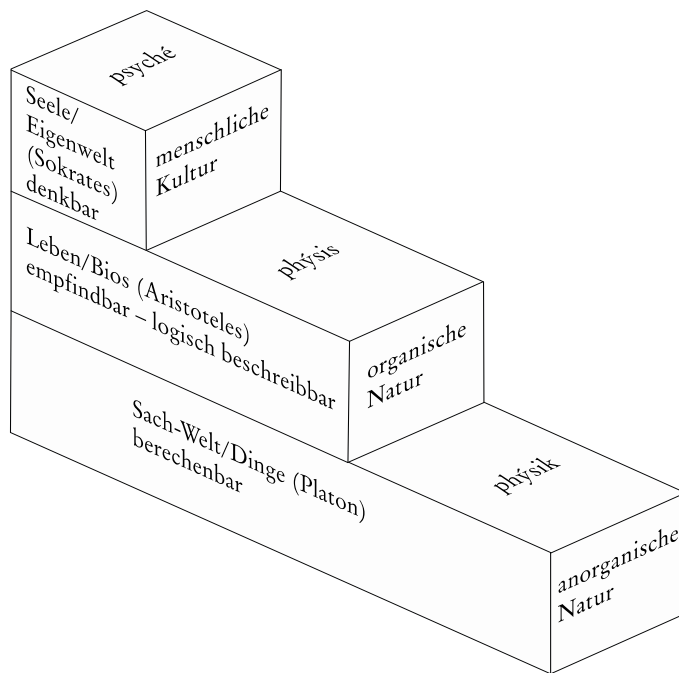 psyché
Seele/
Eigenwelt
(Sokrates)
denkbar
menschliche
Kultur
phýsis
Leben/Bios (Aristoteles)
empfindbar – logisch beschreibbar
organische
Natur
phýsik
Sach-Welt/Dinge (Platon)
berechenbar
anorganische
Natur